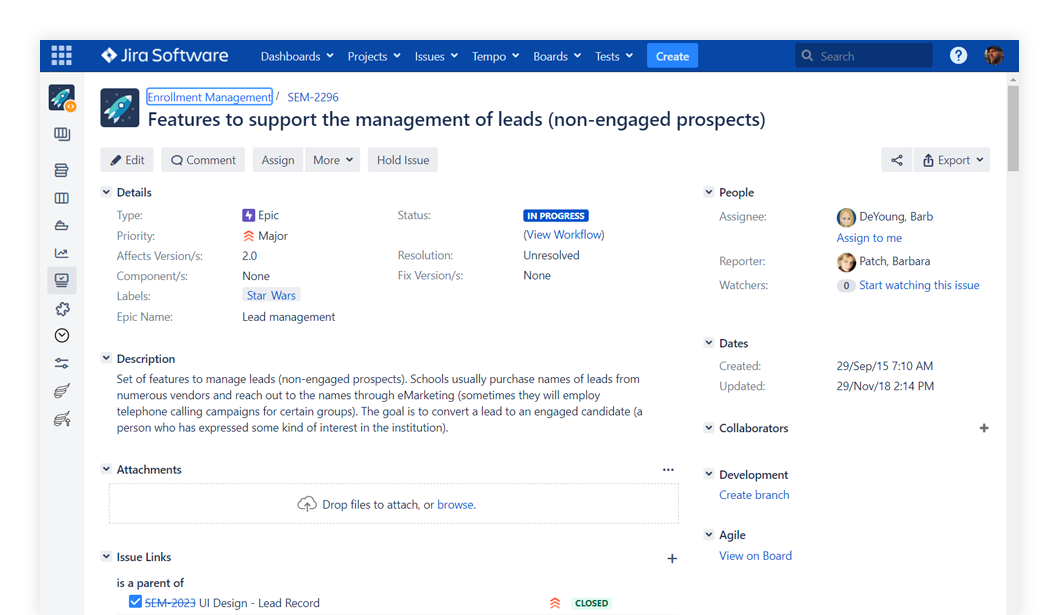 Jira Software
Dashboards Projects Issues Tempo Boards Tests Create Search ?
Enrollment Management / SEM-2296
Features to support the management of leads (non-engaged prospects)
Edit Comment Assign More Hold Issue Export
Details
Type: Epic
Priority: Major
Affects Version/s: 2.0
Component/s: None
Labels: Star Wars
Epic Name: Lead management
Status: IN PROGRESS
(View Workflow)
Resolution: Unresolved
Fix Version/s: None
Description
Set of features to manage leads (non-engaged prospects). Schools usually purchase names of leads from
numerous vendors and reach out to the names through eMarketing (sometimes they will employ
telephone calling campaigns for certain groups). The goal is to convert a lead to an engaged candidate (a
person who has expressed some kind of interest in the institution).
Attachments
Drop files to attach, or browse.
Issue Links
is a parent of
SEM-2023 UI Design - Lead Record CLOSED
People
Assignee: DeYoung, Barb
Assign to me
Reporter: Patch, Barbara
Watchers: 0 Start watching this issue
Dates
Created: 29/Sep/15 7:10 AM
Updated: 29/Nov/18 2:14 PM
Collaborators
Development
Create branch
Agile
View on Board